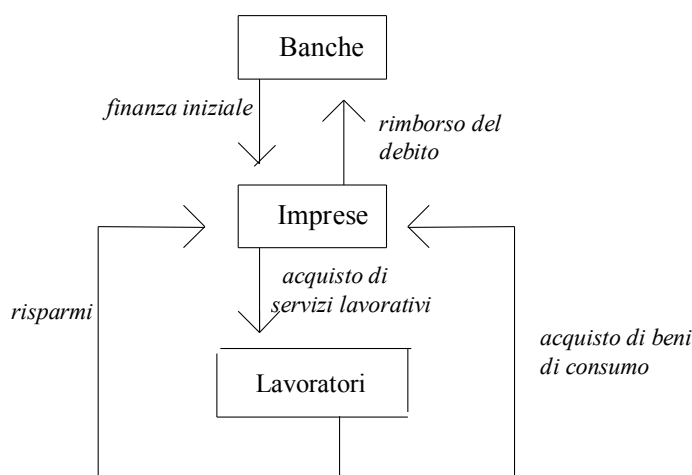 Banche
finanza iniziale
rimborso del
debito
Imprese
acquisto di
servizi lavorativi
risparmi
acquisto di beni
di consumo
Lavoratori